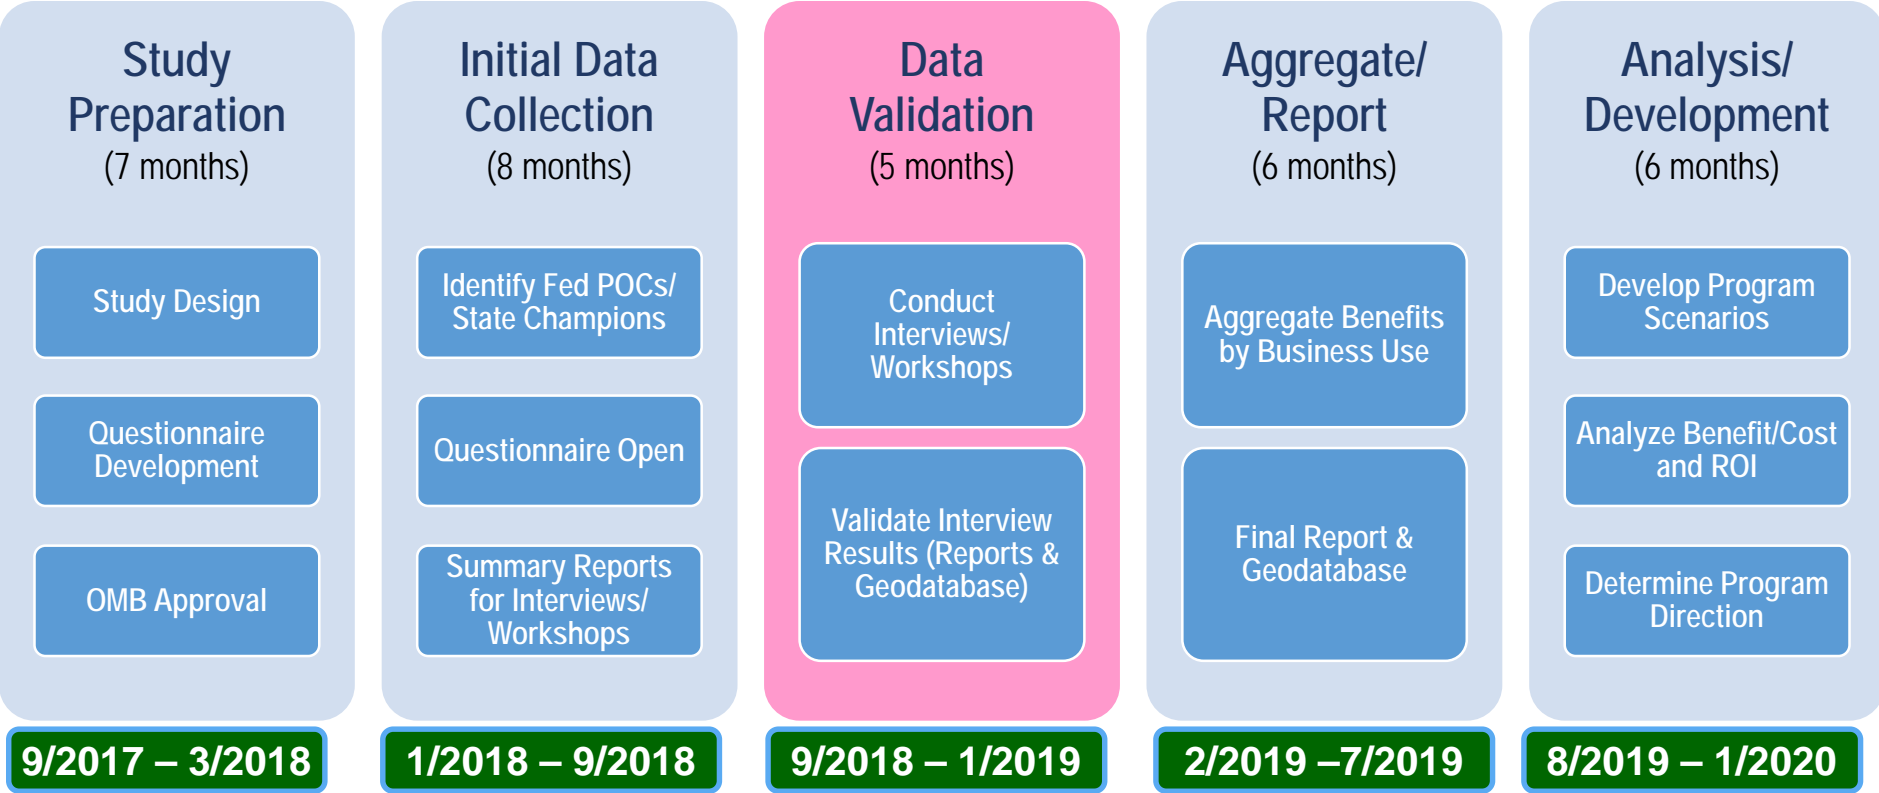 Study
Preparation
(7 months)
Study Design
Questionnaire
Development
OMB Approval
9/2017 – 3/2018
Initial Data
Collection
(8 months)
Identify Fed POCs/
State Champions
Questionnaire Open
Summary Reports
for Interviews/
Workshops
1/2018 – 9/2018
Data
Validation
(5 months)
Conduct
Interviews/
Workshops
Validate Interview
Results (Reports &
Geodatabase)
9/2018 – 1/2019
Aggregate/
Report
(6 months)
Aggregate Benefits
by Business Use
Final Report &
Geodatabase
2/2019 –7/2019
Analysis/
Development
(6 months)
Develop Program
Scenarios
Analyze Benefit/Cost
and ROI
Determine Program
Direction
8/2019 – 1/2020